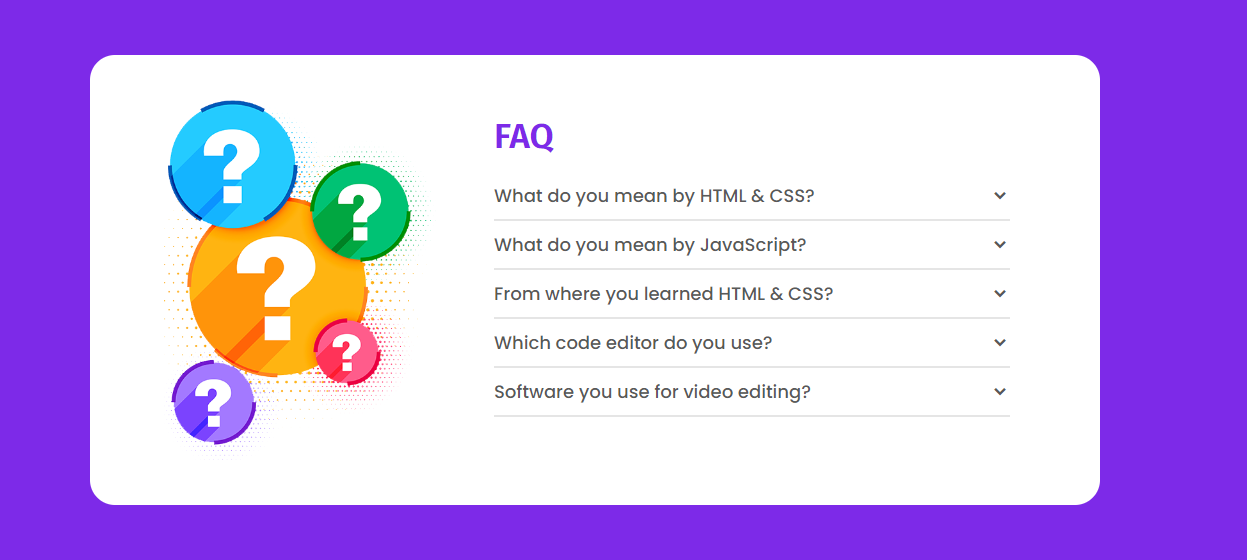 ?
?
?
?
?
FAQ
What do you mean by HTML & CSS?
What do you mean by JavaScript?
From where you learned HTML & CSS?
Which code editor do you use?
Software you use for video editing?